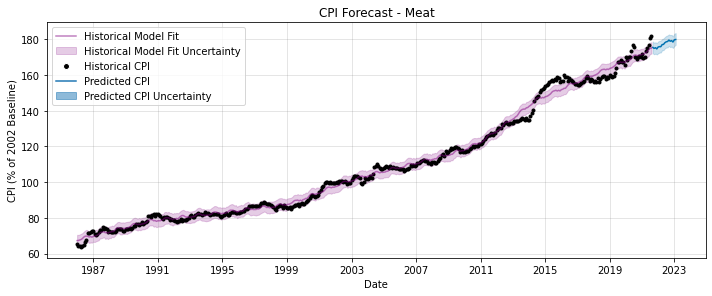 CPI Forecast - Meat
Historical Model Fit
Historical Model Fit Uncertainty
Historical CPI
Predicted CPI
Predicted CPI Uncertainty
CPI (% of 2002 Baseline)
180
160
140
120
100
80
60
1987 1991 1995 1999 2003 2007 2011 2015 2019 2023
Date